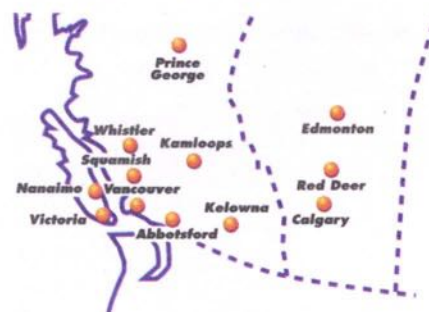 Prince
George
Whistler
Kamloops
Edmonton
Squamish
Red Deer
Nanaimo
Vancouver
Kelowna
Victoria
Calgary
Abbotsford